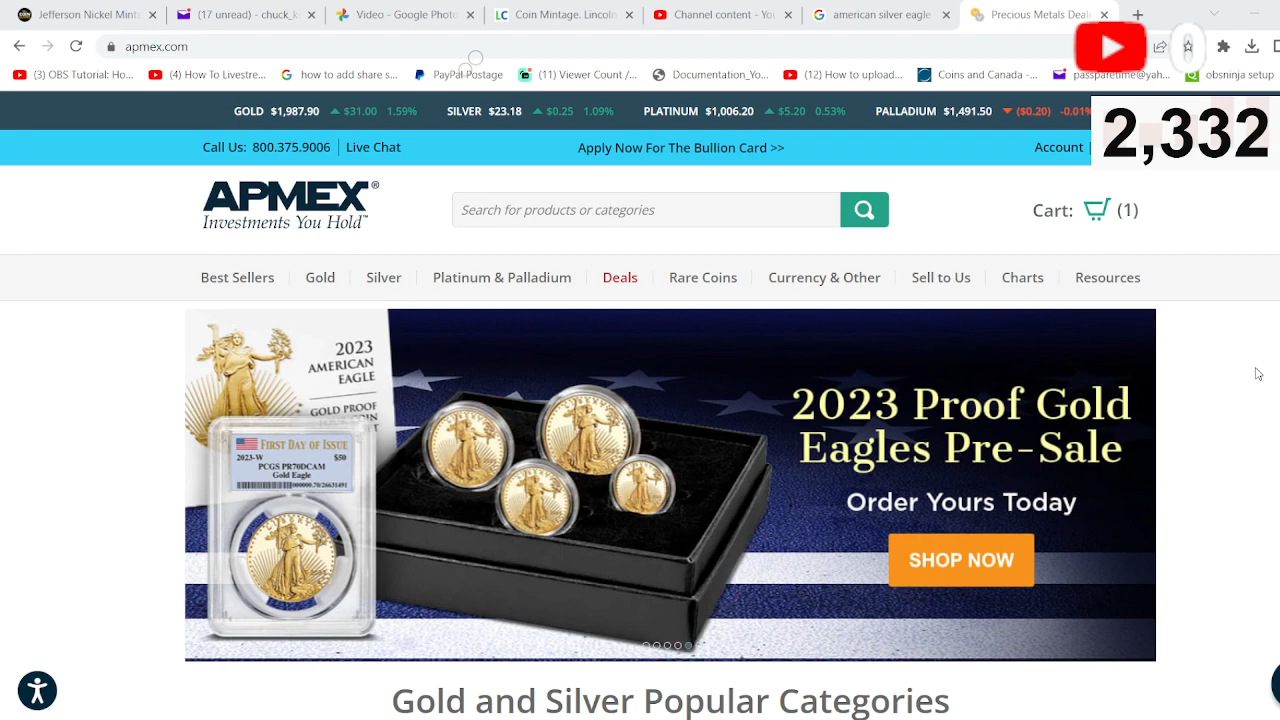 Jefferson Nickel Mint
(17 unread) - chuck_k
Video - Google Photo
LC Coin Mintage. Lincoln
Channel content - You
american silver eagle
Precious Metals Deale
apmex.com
(3) OBS Tutorial: Ho...
(4) How To Livestre...
how to add state s...
PayPal Postage
(11) Viewer Count /...
Documentation_Yo...
(12) How to upload...
Coins and Canada -...
passparetime@yah...
obsninja setup
0
GOLD $1,987.90 $31.00 1.59% SILVER $23.18 $0.25 1.09% PLATINUM $1,006.20 $5.20 0.53% PALLADIUM $1,491.50 ($0.20) -0.01%
2,332
Call Us: 800.375.9006 Live Chat Apply Now For The Bullion Card >> Account
APMEX®
Investments You Hold™
Search for products or categories
Cart: (1)
Best Sellers Gold Silver Platinum & Palladium Deals Rare Coins Currency & Other Sell to Us Charts Resources
2023
AMERICAN
EAGLE
GOLD PROOF
FIRST DAY OF ISSUE
2023-W $50
PCGS PR70DCAM
Gold Eagle
000000.70/26631491
2023 Proof Gold
Eagles Pre-Sale
Order Yours Today
SHOP NOW
Gold and Silver Popular Categories